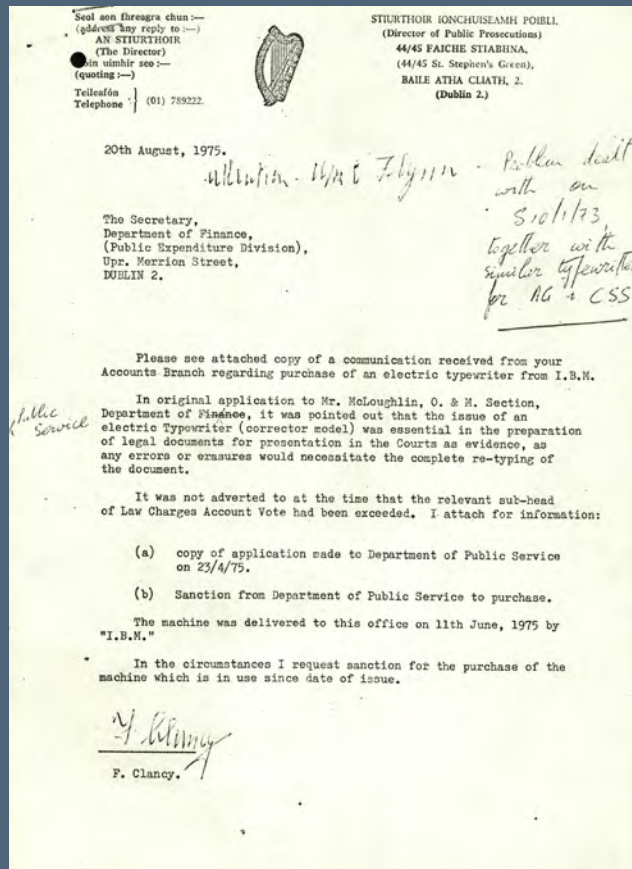 Seol aon fhreagra chun :—
(address any reply to :—)
AN STIURTHOIR
(The Director)
uimhir seo :—
(quoting :—)
Teileafón
Telephone } (01) 789222.
STIURTHOIR IONCHUISEAMH POIBLI,
(Director of Public Prosecutions)
44/45 FAICHE STIABHNA,
(44/45 St. Stephen's Green),
BAILE ATHA CLIATH, 2.
(Dublin 2.)
20th August, 1975.
Attention - Flynn
Problem dealt
with on
S10/1/73,
together with
similar typewriter
for AG & CSS
The Secretary,
Department of Finance,
(Public Expenditure Division),
Upr. Merrion Street,
DUBLIN 2.
Please see attached copy of a communication received from your
Accounts Branch regarding purchase of an electric typewriter from I.B.M.
In original application to Mr. McLoughlin, O. & M. Section,
Public
Service
Department of Finance, it was pointed out that the issue of an
electric Typewriter (corrector model) was essential in the preparation
of legal documents for presentation in the Courts as evidence, as
any errors or erasures would necessitate the complete re-typing of
the document.
It was not adverted to at the time that the relevant sub-head
of Law Charges Account Vote had been exceeded. I attach for information:
(a) copy of application made to Department of Public Service
on 23/4/75.
(b) Sanction from Department of Public Service to purchase.
The machine was delivered to this office on 11th June, 1975 by
"I.B.M."
In the circumstances I request sanction for the purchase of the
machine which is in use since date of issue.
F Clancy
F. Clancy.